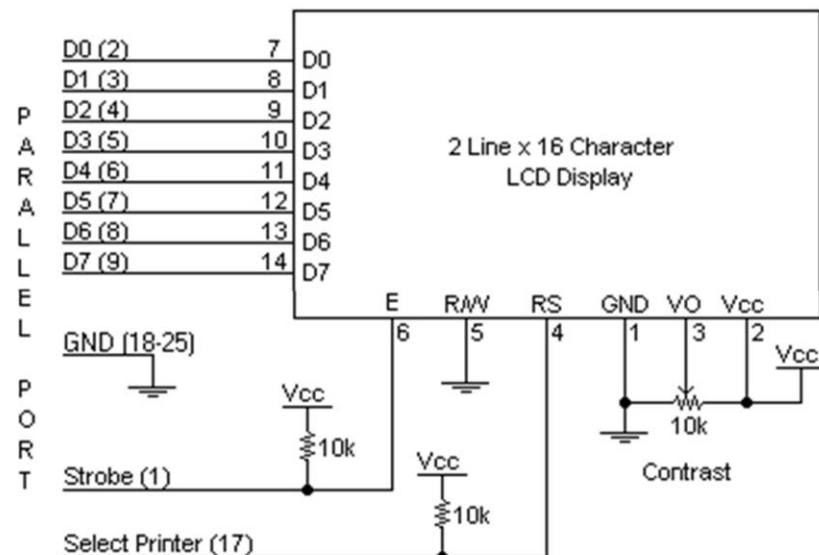 D0 (2) 7 D0
D1 (3) 8 D1
D2 (4) 9 D2
D3 (5) 10 D3
D4 (6) 11 D4
D5 (7) 12 D5
D6 (8) 13 D6
D7 (9) 14 D7
PARALLEL PORT
2 Line x 16 Character
LCD Display
E R/W RS GND VO Vcc
6 5 4 1 3 2
GND (18-25)
Vcc
Vcc
10k
10k
Contrast
Strobe (1)
Vcc
10k
Select Printer (17)